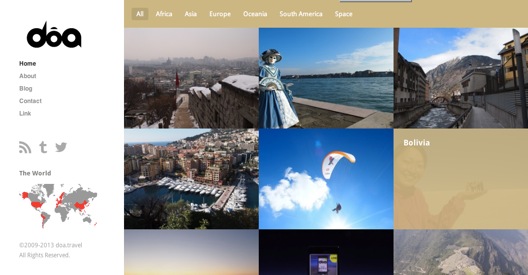 doa
Home
About
Blog
Contact
Link
The World
©2009-2013 doa,travel
All Rights Reserved.
All Africa Asia Europe Oceania South America Space
Bolivia